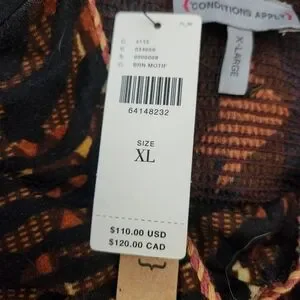 CONDITIONS APPLY
X-LARGE
BRN MOTIF
64148232
SIZE
XL
$110.00 USD
$120.00 CAD